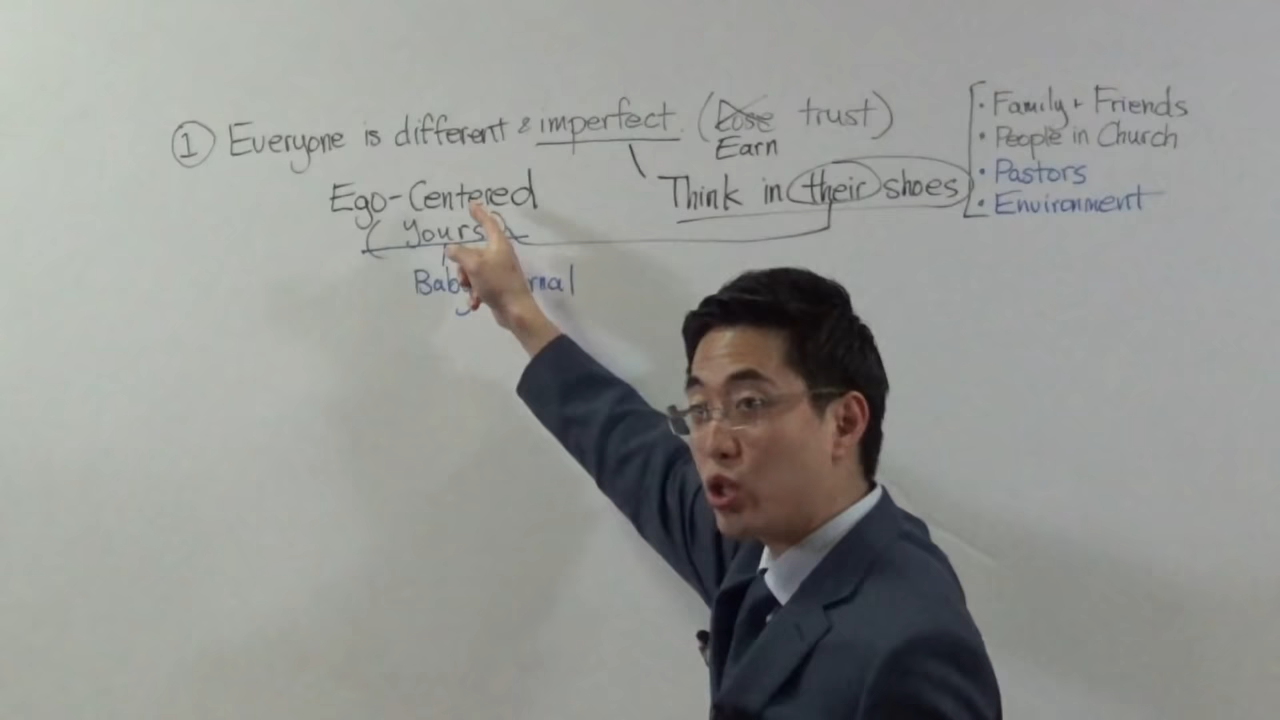 ① Everyone is different & imperfect. (Lose trust)
Earn
Ego-Centered
(Yours)
Think in their shoes
• Family + Friends
• People in Church
• Pastors
• Environment